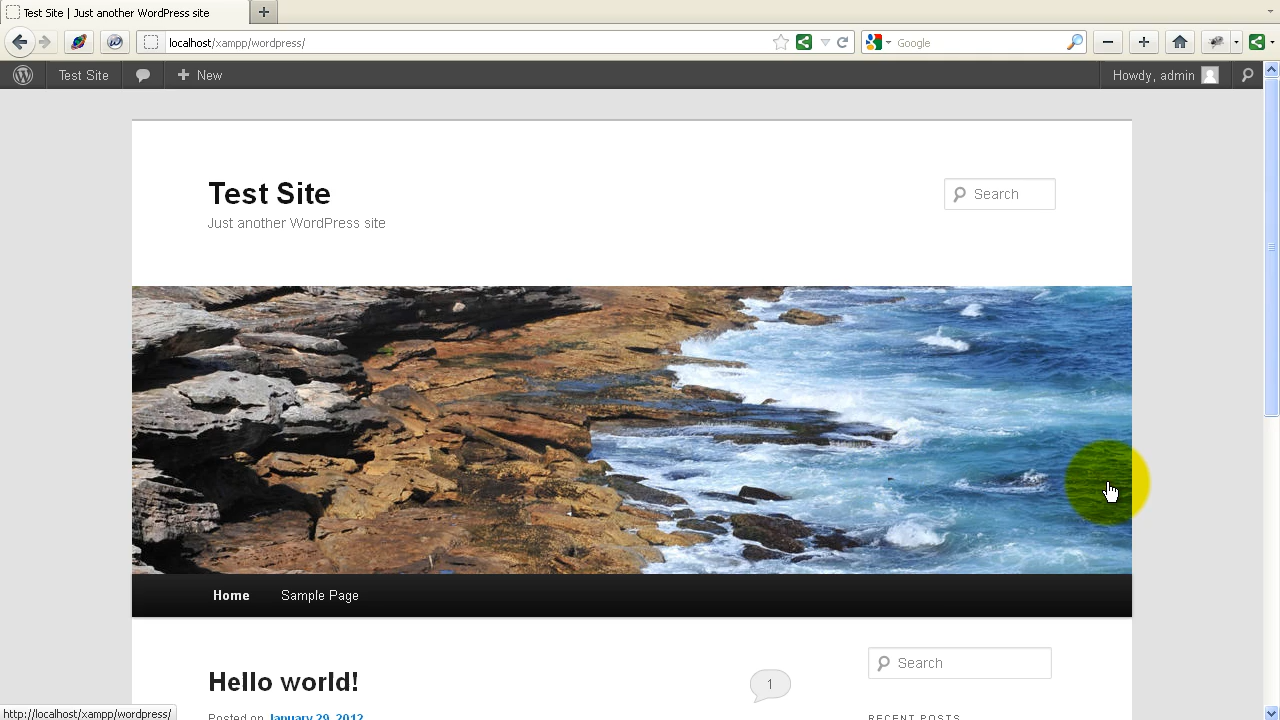 Test Site | Just another WordPress site
localhost/xampp/wordpress/
Google
Test Site
New
Howdy, admin
Test Site
Just another WordPress site
Search
Home
Sample Page
Hello world!
1
Search
Posted on January 29, 2012
RECENT POSTS
http://localhost/xampp/wordpress/